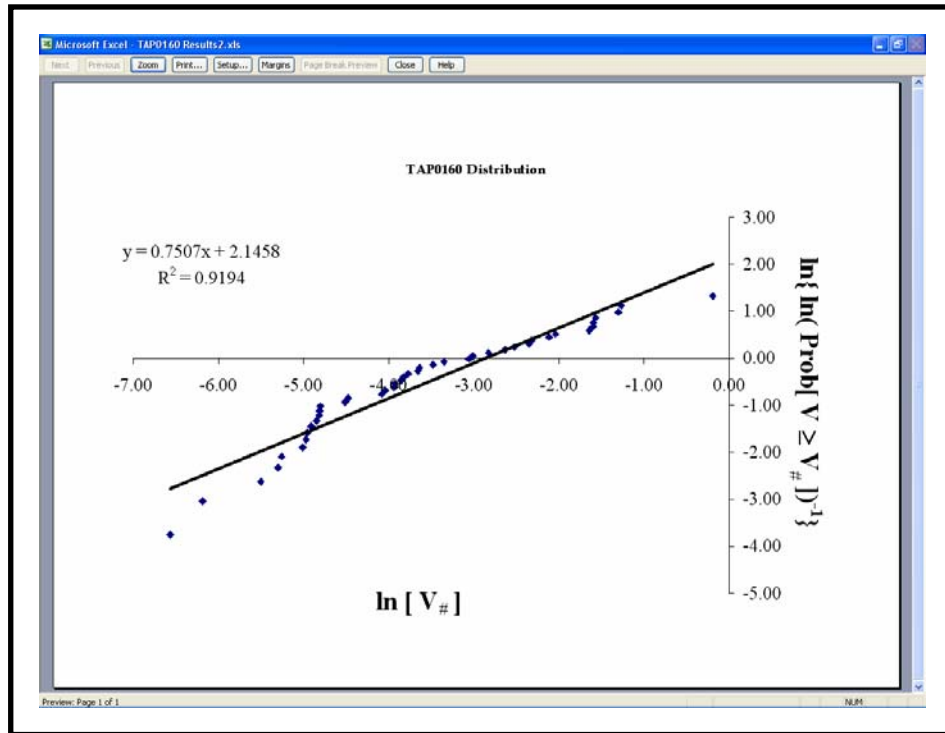 Microsoft Excel - TAP0160 Results2.xls
Next Previous Zoom Print... Setup... Margins Page Break Preview Close Help
TAP0160 Distribution
y = 0.7507x + 2.1458
R² = 0.9194
3.00
2.00
1.00
0.00
-1.00
-2.00
-3.00
-4.00
-5.00
-7.00 -6.00 -5.00 -4.00 -3.00 -2.00 -1.00 0.00
ln{ln(Prob[V ≥ V#])⁻¹}
ln [ V# ]
Preview: Page 1 of 1
NUM